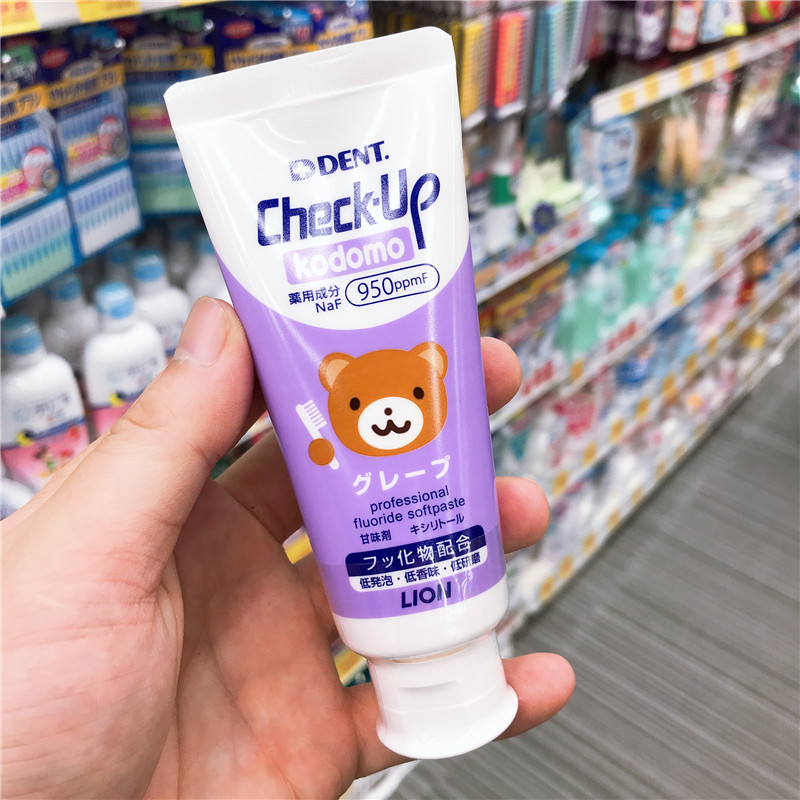 DENT.
Check-Up
kodomo
薬用成分
NaF
950ppmF
グレープ
professional
fluoride softpaste
甘味剤 キシリトール
フッ化物配合
低発泡・低香味・低研磨
LION